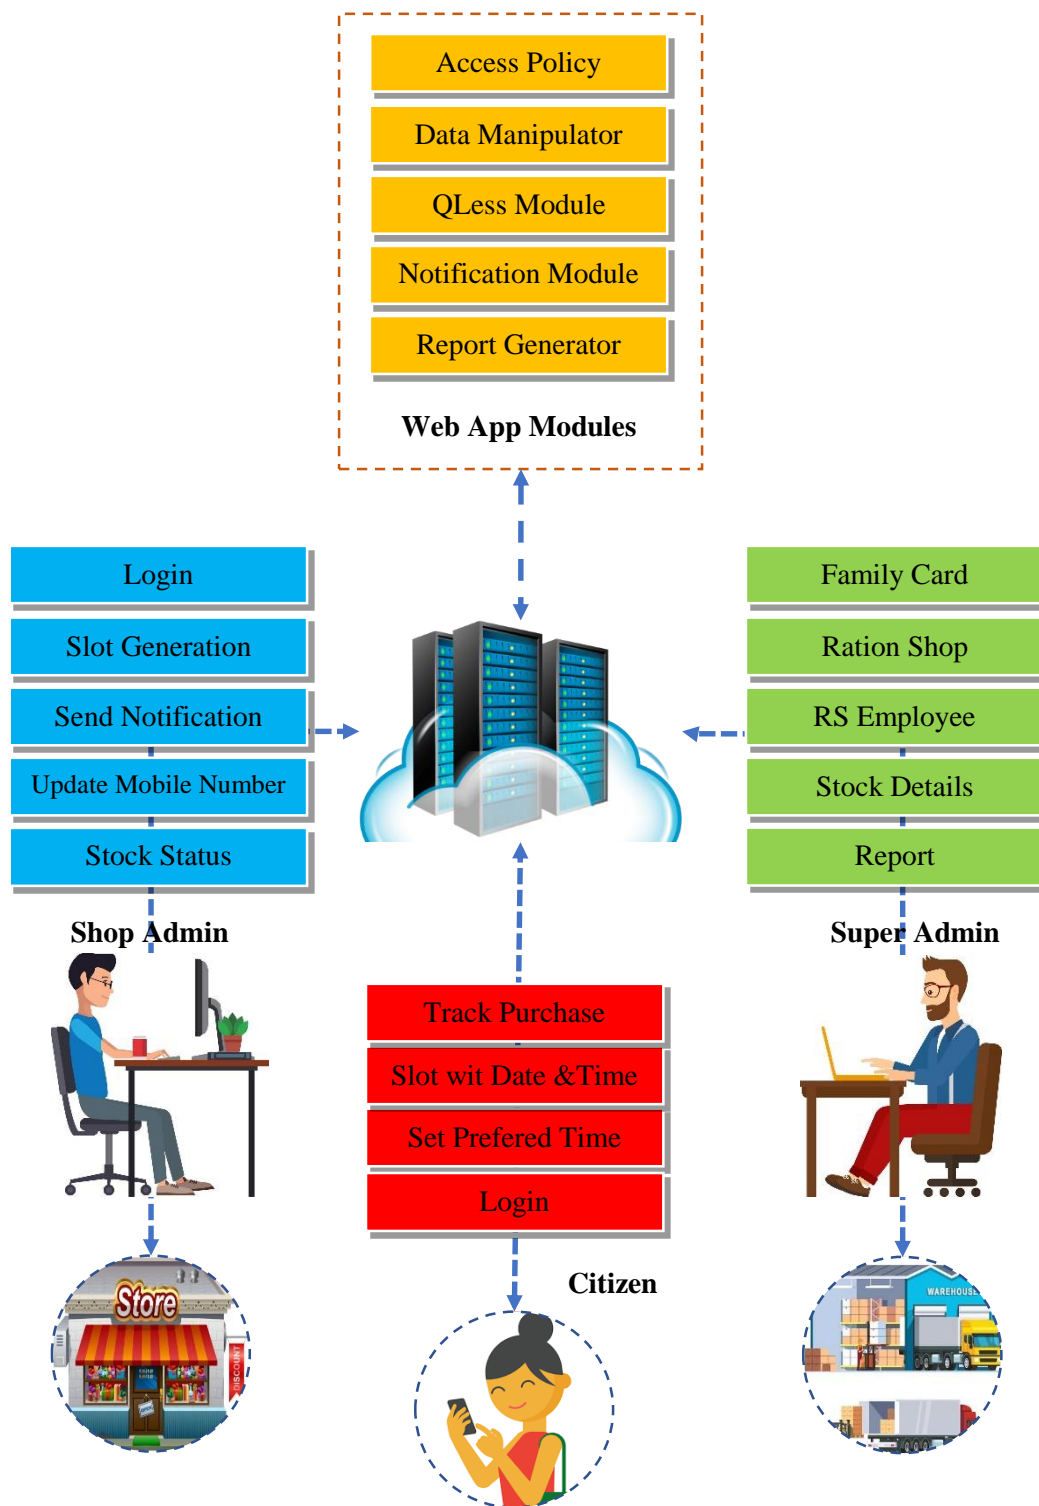 Access Policy
Data Manipulator
QLess Module
Notification Module
Report Generator
Web App Modules
Login
Slot Generation
Send Notification
Update Mobile Number
Stock Status
Shop Admin
Family Card
Ration Shop
RS Employee
Stock Details
Report
Super Admin
Track Purchase
Slot wit Date &Time
Set Prefered Time
Login
Citizen
Store
DISCOUNT
OPEN
WAREHOUSE